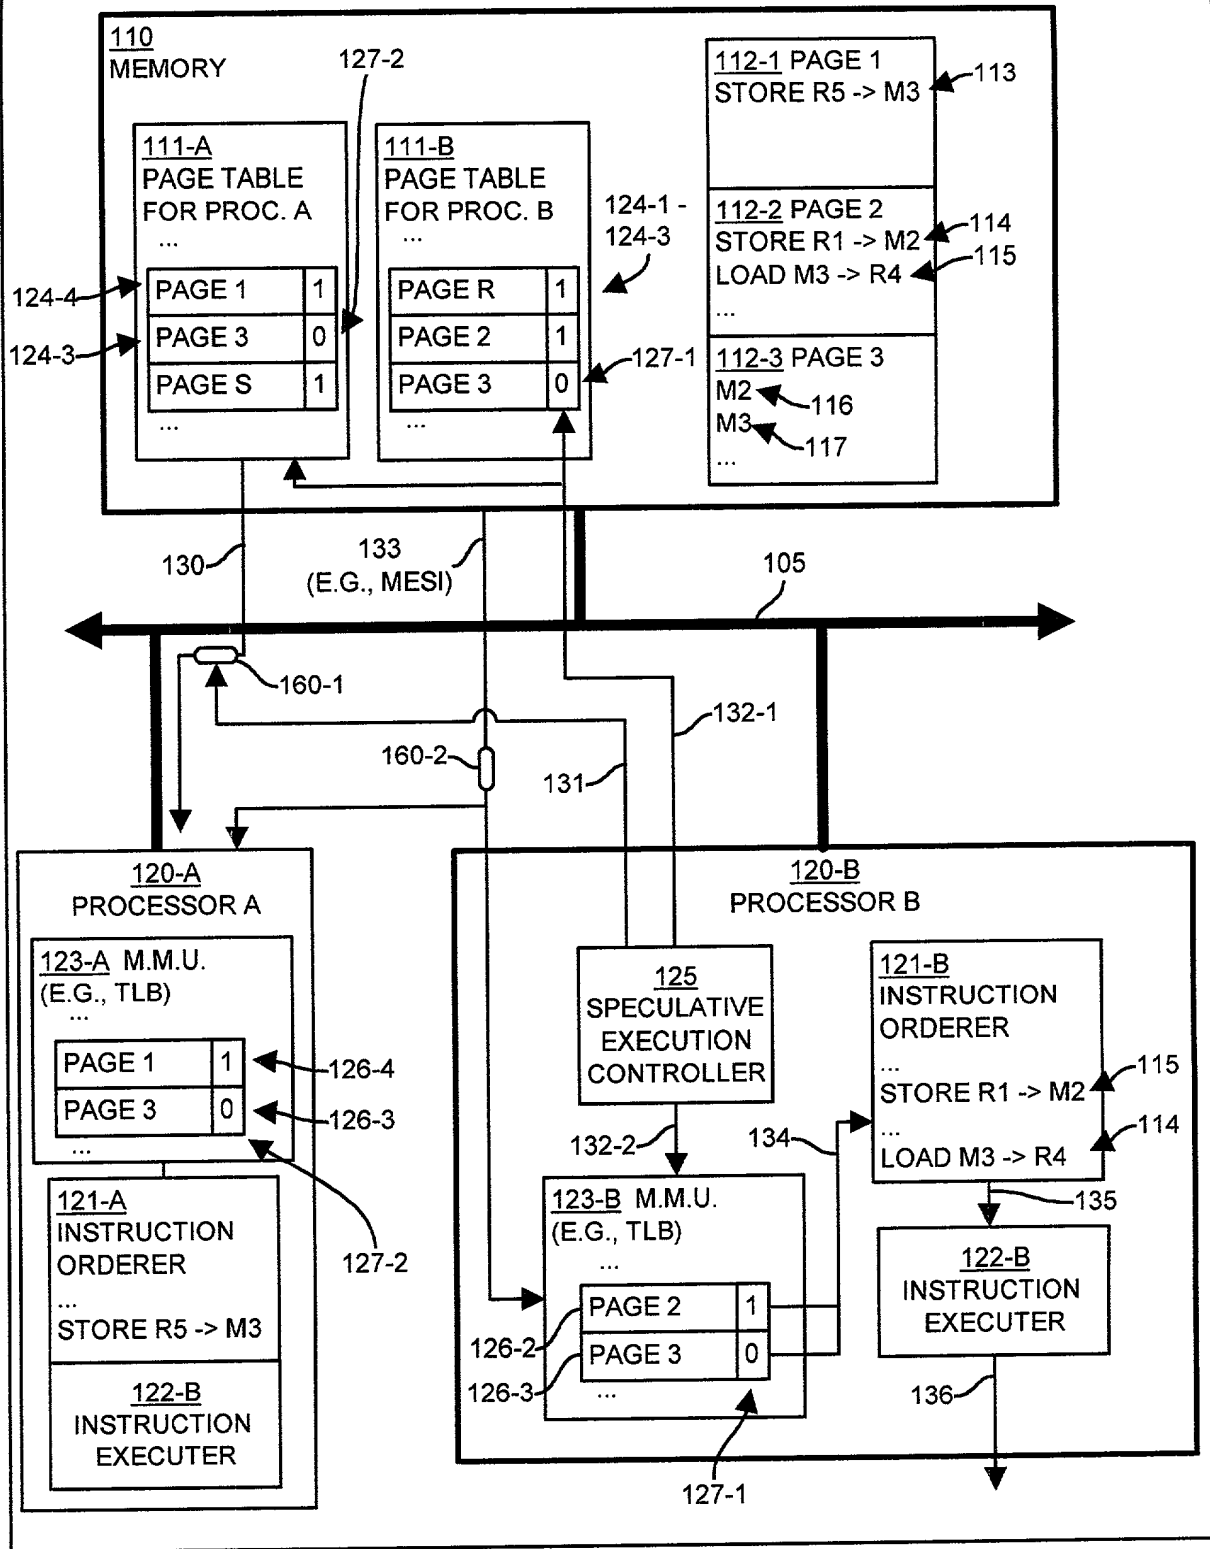 110
MEMORY
127-2
112-1 PAGE 1
STORE R5 -> M3
113
111-A
PAGE TABLE
FOR PROC. A
...
111-B
PAGE TABLE
FOR PROC. B
...
124-1 -
124-3
112-2 PAGE 2
STORE R1 -> M2
LOAD M3 -> R4
...
114
115
124-4
PAGE 1 1
124-3
PAGE 3 0
PAGE S 1
...
PAGE R 1
PAGE 2 1
PAGE 3 0
...
127-1
112-3 PAGE 3
M2
M3
...
116
117
130
133
(E.G., MESI)
105
160-1
132-1
160-2
131
120-A
PROCESSOR A
123-A M.M.U.
(E.G., TLB)
...
PAGE 1 1
PAGE 3 0
...
126-4
126-3
127-2
121-A
INSTRUCTION
ORDERER
...
STORE R5 -> M3
122-B
INSTRUCTION
EXECUTER
120-B
PROCESSOR B
125
SPECULATIVE
EXECUTION
CONTROLLER
132-2
134
121-B
INSTRUCTION
ORDERER
...
STORE R1 -> M2
...
LOAD M3 -> R4
115
114
135
123-B M.M.U.
(E.G., TLB)
...
PAGE 2 1
PAGE 3 0
...
126-2
126-3
127-1
122-B
INSTRUCTION
EXECUTER
136